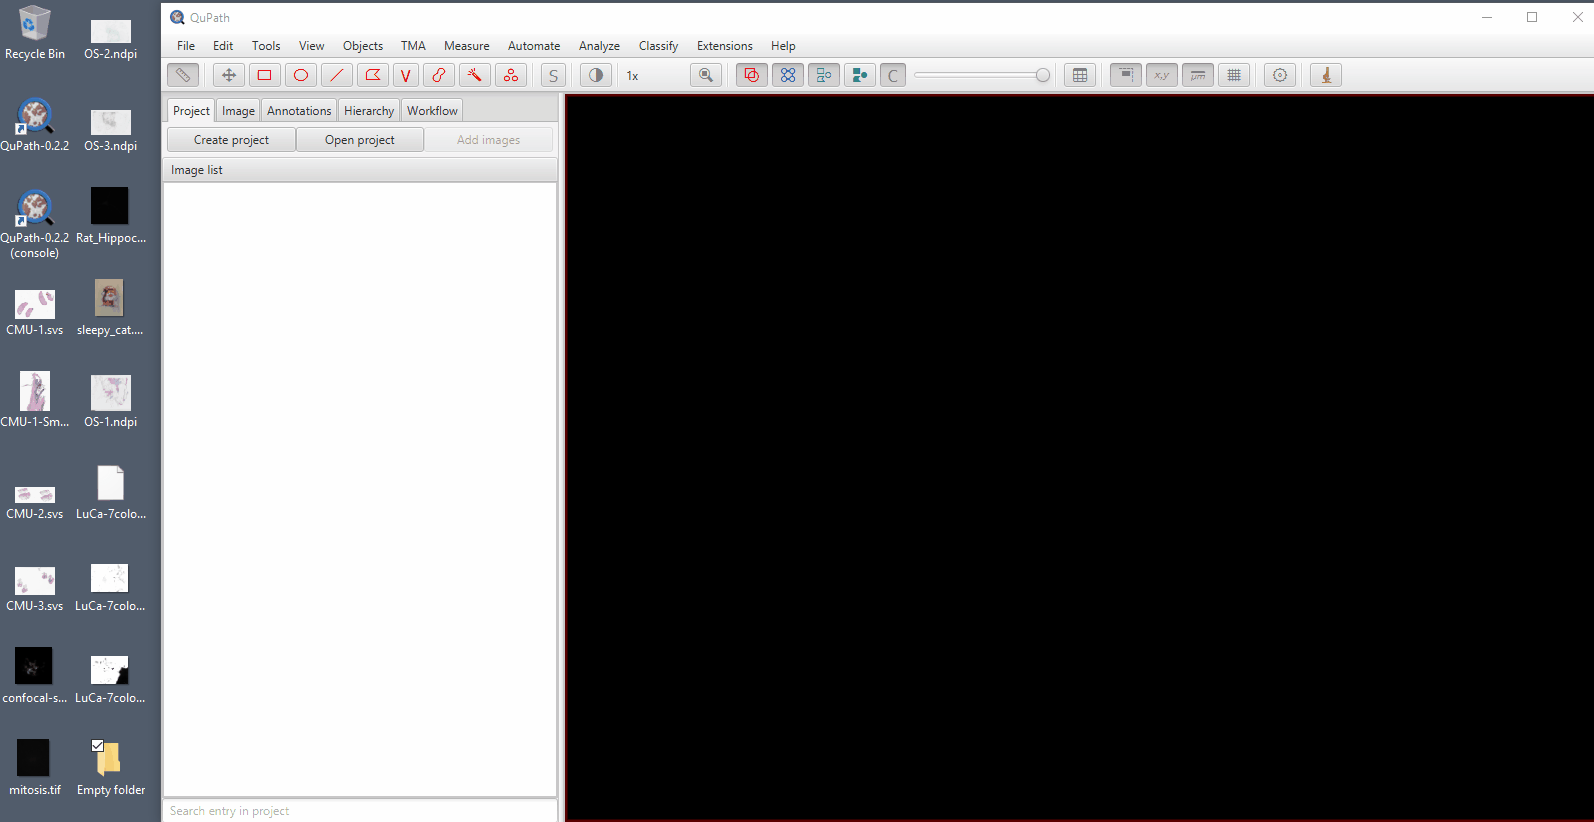 Recycle Bin
OS-2.ndpi
QuPath-0.2.2
OS-3.ndpi
QuPath-0.2.2
(console)
Rat_Hippoc...
CMU-1.svs
sleepy_cat....
CMU-1-Sm...
OS-1.ndpi
CMU-2.svs
LuCa-7colo...
CMU-3.svs
LuCa-7colo...
confocal-s...
LuCa-7colo...
mitosis.tif
Empty folder
QuPath
File Edit Tools View Objects TMA Measure Automate Analyze Classify Extensions Help
V S 1x C x,y µm
Project Image Annotations Hierarchy Workflow
Create project Open project Add images
Image list
Search entry in project